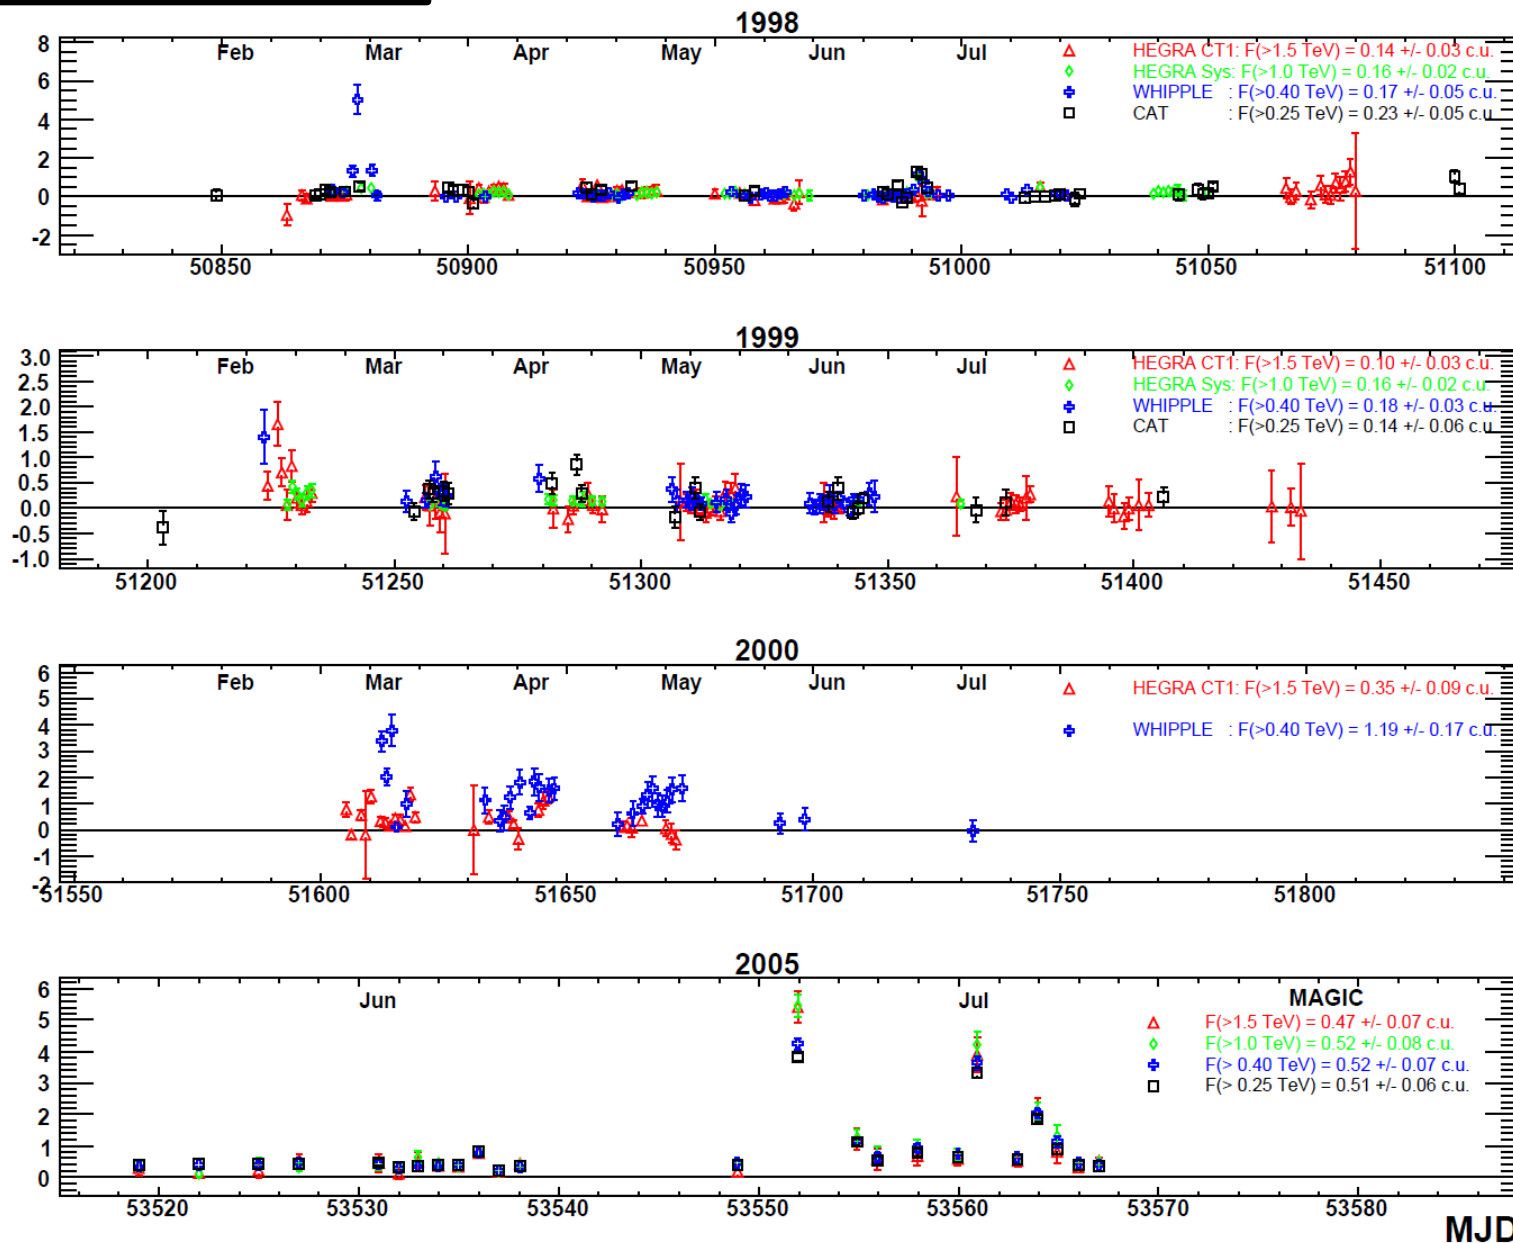 1998
8
Feb Mar Apr May Jun Jul
HEGRA CT1: F(>1.5 TeV) = 0.14 +/- 0.03 c.u.
6
HEGRA Sys: F(>1.0 TeV) = 0.16 +/- 0.02 c.u.
WHIPPLE : F(>0.40 TeV) = 0.17 +/- 0.05 c.u.
4
CAT : F(>0.25 TeV) = 0.23 +/- 0.05 c.u.
2
0
-2
50850 50900 50950 51000 51050 51100
1999
3.0
Feb Mar Apr May Jun Jul
HEGRA CT1: F(>1.5 TeV) = 0.10 +/- 0.03 c.u.
2.5
HEGRA Sys: F(>1.0 TeV) = 0.16 +/- 0.02 c.u.
2.0
WHIPPLE : F(>0.40 TeV) = 0.18 +/- 0.03 c.u.
1.5
CAT : F(>0.25 TeV) = 0.14 +/- 0.06 c.u.
1.0
0.5
0.0
-0.5
-1.0
51200 51250 51300 51350 51400 51450
2000
6
Feb Mar Apr May Jun Jul
HEGRA CT1: F(>1.5 TeV) = 0.35 +/- 0.09 c.u.
5
4
WHIPPLE : F(>0.40 TeV) = 1.19 +/- 0.17 c.u.
3
2
1
0
-1
-2
51550 51600 51650 51700 51750 51800
2005
6
Jun Jul MAGIC
5
F(>1.5 TeV) = 0.47 +/- 0.07 c.u.
F(>1.0 TeV) = 0.52 +/- 0.08 c.u.
4
F(> 0.40 TeV) = 0.52 +/- 0.07 c.u.
3
F(> 0.25 TeV) = 0.51 +/- 0.06 c.u.
2
1
0
53520 53530 53540 53550 53560 53570 53580
MJD